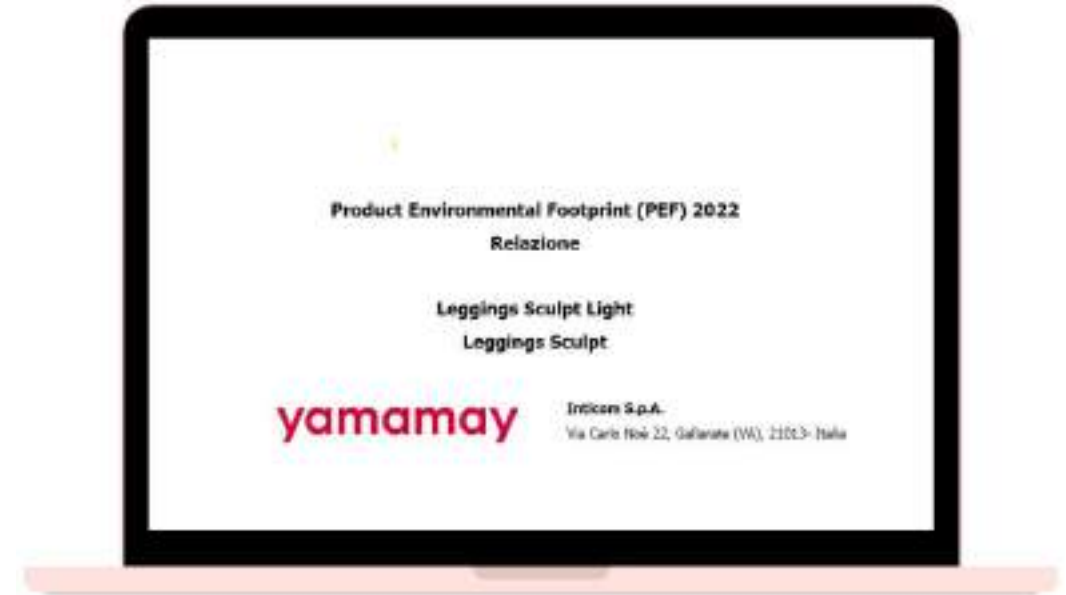 Product Environmental Footprint (PEF) 2022
Relazione
Leggings Sculpt Light
Leggings Sculpt
yamamay
Inticom S.p.A.
Via Carlo Noè 22, Gallarate (VA), 21013- Italia